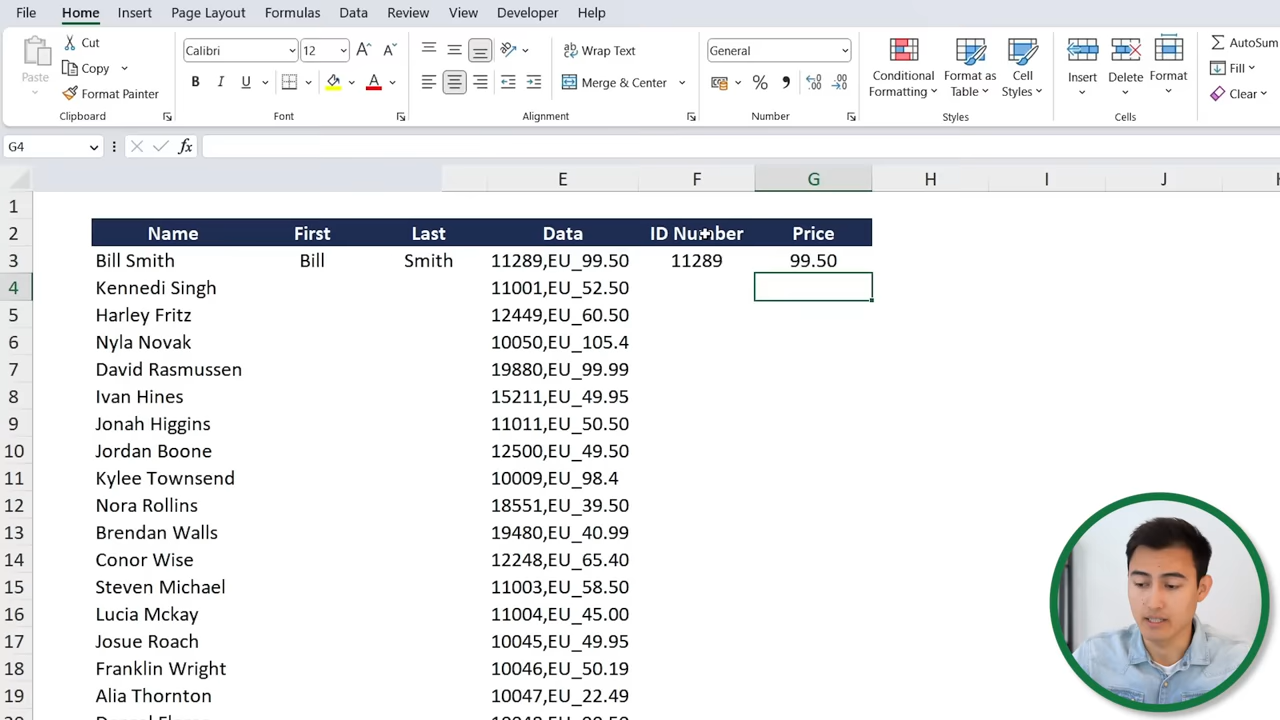 File Home Insert Page Layout Formulas Data Review View Developer Help
Paste
Cut
Copy
Format Painter
Clipboard
Calibri 12
B I U
Font
Wrap Text
Merge & Center
Alignment
General
Number
Conditional
Formatting
Format as
Table
Cell
Styles
Styles
Insert
Delete
Format
Cells
AutoSum
Fill
Clear
G4 fx
E F G H I J
1
2 Name First Last Data ID Number Price
3 Bill Smith Bill Smith 11289,EU_99.50 11289 99.50
4 Kennedi Singh 11001,EU_52.50
5 Harley Fritz 12449,EU_60.50
6 Nyla Novak 10050,EU_105.4
7 David Rasmussen 19880,EU_99.99
8 Ivan Hines 15211,EU_49.95
9 Jonah Higgins 11011,EU_50.50
10 Jordan Boone 12500,EU_49.50
11 Kylee Townsend 10009,EU_98.4
12 Nora Rollins 18551,EU_39.50
13 Brendan Walls 19480,EU_40.99
14 Conor Wise 12248,EU_65.40
15 Steven Michael 11003,EU_58.50
16 Lucia Mckay 11004,EU_45.00
17 Josue Roach 10045,EU_49.95
18 Franklin Wright 10046,EU_50.19
19 Alia Thornton 10047,EU_22.49